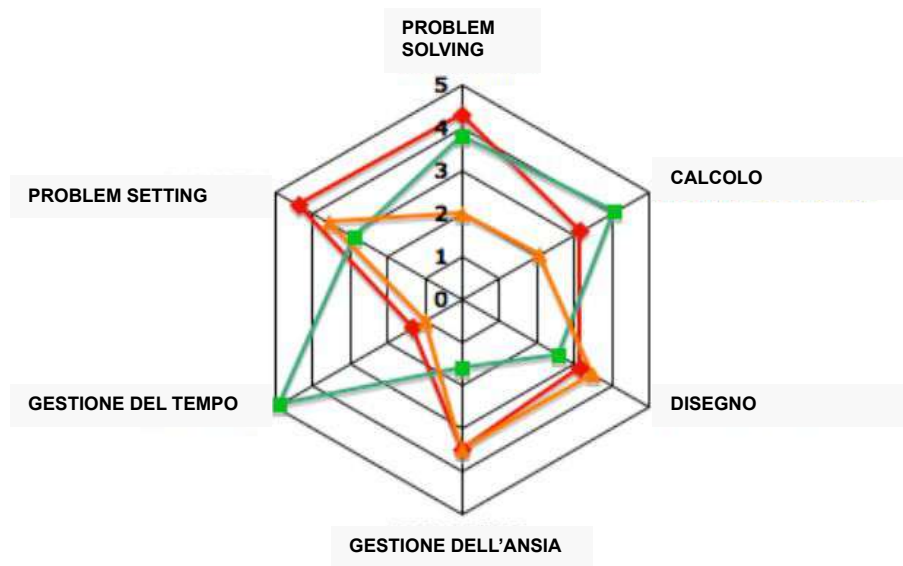 PROBLEM
SOLVING
5
4
3
2
1
0
CALCOLO
PROBLEM SETTING
GESTIONE DEL TEMPO
DISEGNO
GESTIONE DELL'ANSIA